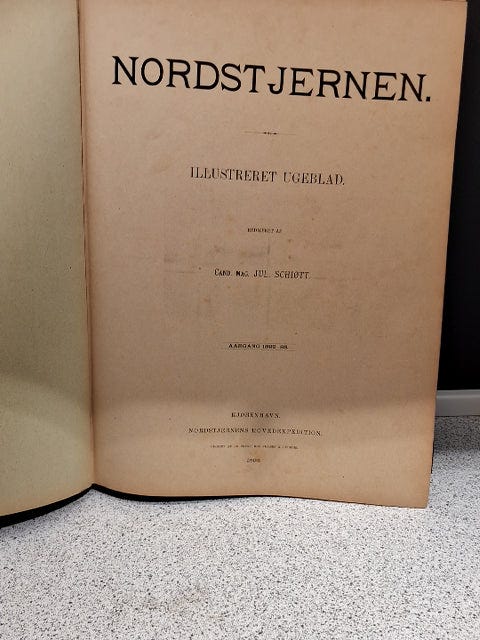 NORDSTJERNEN.
ILLUSTRERET UGEBLAD.
REDIGERET AF
CAND. MAG. JUL. SCHIØTT.
AARGANG
KJØBENHAVN.
NORDSTJERNENS HOVEDEXPEDITION.